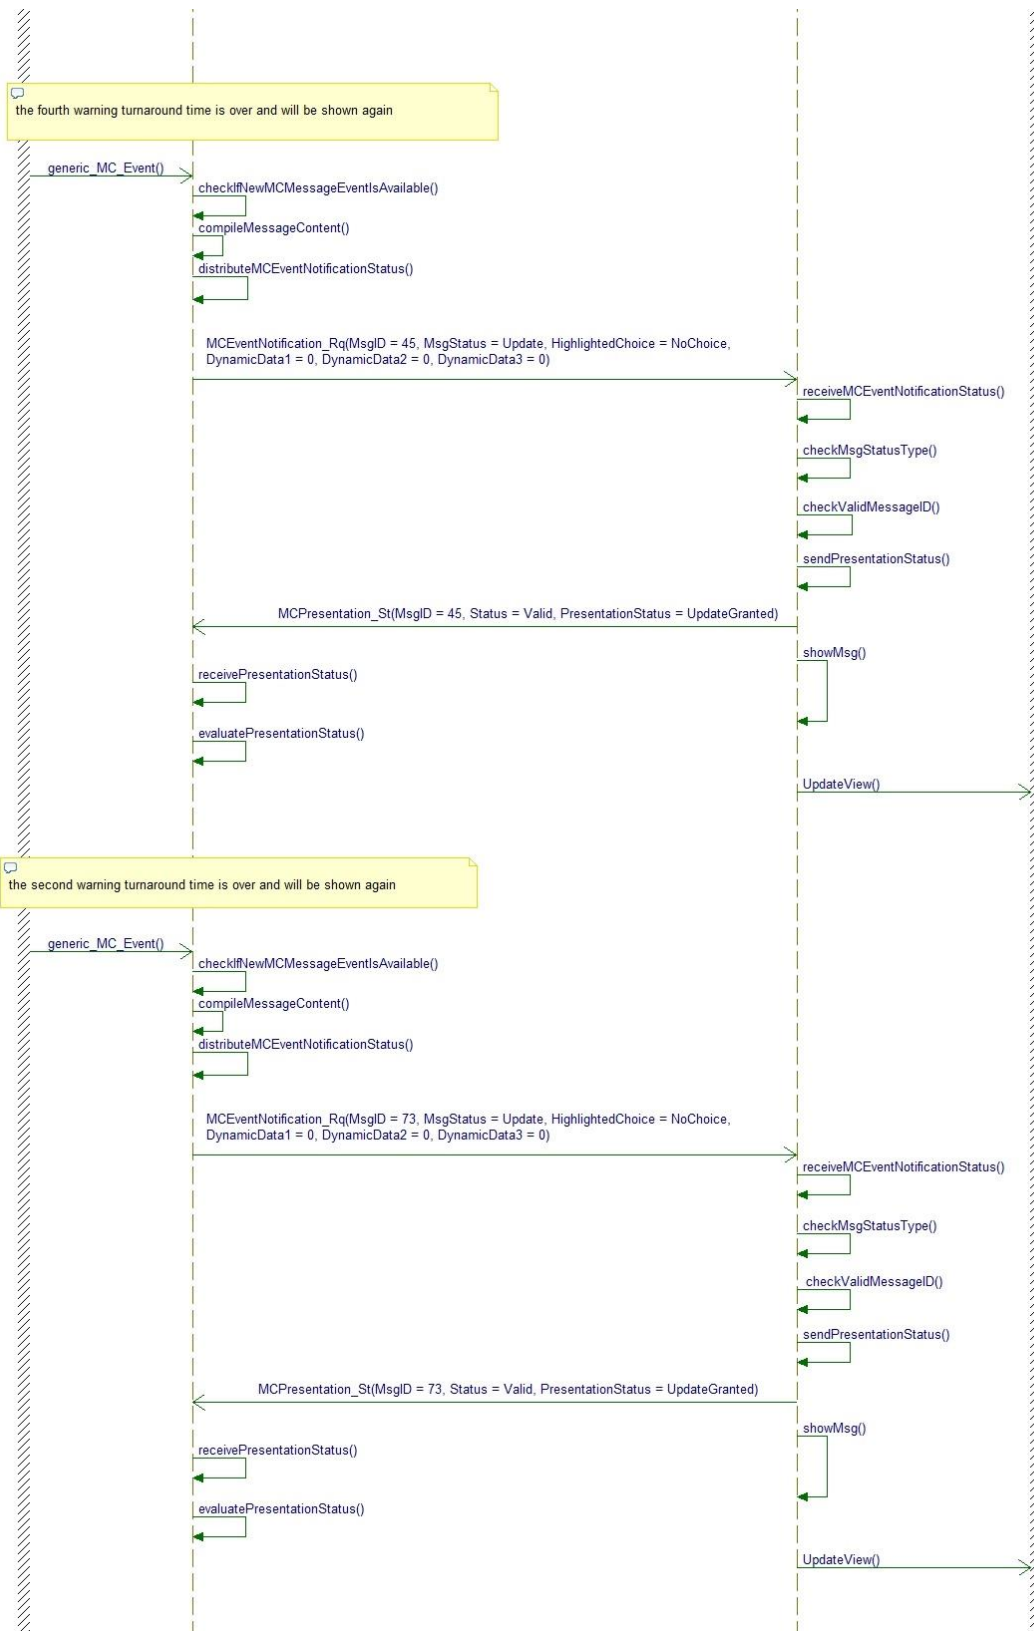 the fourth warning turnaround time is over and will be shown again
generic_MC_Event()
checkIfNewMCMessageEventIsAvailable()
compileMessageContent()
distributeMCEventNotificationStatus()
MCEventNotification_Rq(MsgID = 45, MsgStatus = Update, HighlightedChoice = NoChoice,
DynamicData1 = 0, DynamicData2 = 0, DynamicData3 = 0)
receiveMCEventNotificationStatus()
checkMsgStatusType()
checkValidMessageID()
sendPresentationStatus()
MCPresentation_St(MsgID = 45, Status = Valid, PresentationStatus = UpdateGranted)
showMsg()
receivePresentationStatus()
evaluatePresentationStatus()
UpdateView()
the second warning turnaround time is over and will be shown again
generic_MC_Event()
checkIfNewMCMessageEventIsAvailable()
compileMessageContent()
distributeMCEventNotificationStatus()
MCEventNotification_Rq(MsgID = 73, MsgStatus = Update, HighlightedChoice = NoChoice,
DynamicData1 = 0, DynamicData2 = 0, DynamicData3 = 0)
receiveMCEventNotificationStatus()
checkMsgStatusType()
checkValidMessageID()
sendPresentationStatus()
MCPresentation_St(MsgID = 73, Status = Valid, PresentationStatus = UpdateGranted)
showMsg()
receivePresentationStatus()
evaluatePresentationStatus()
UpdateView()